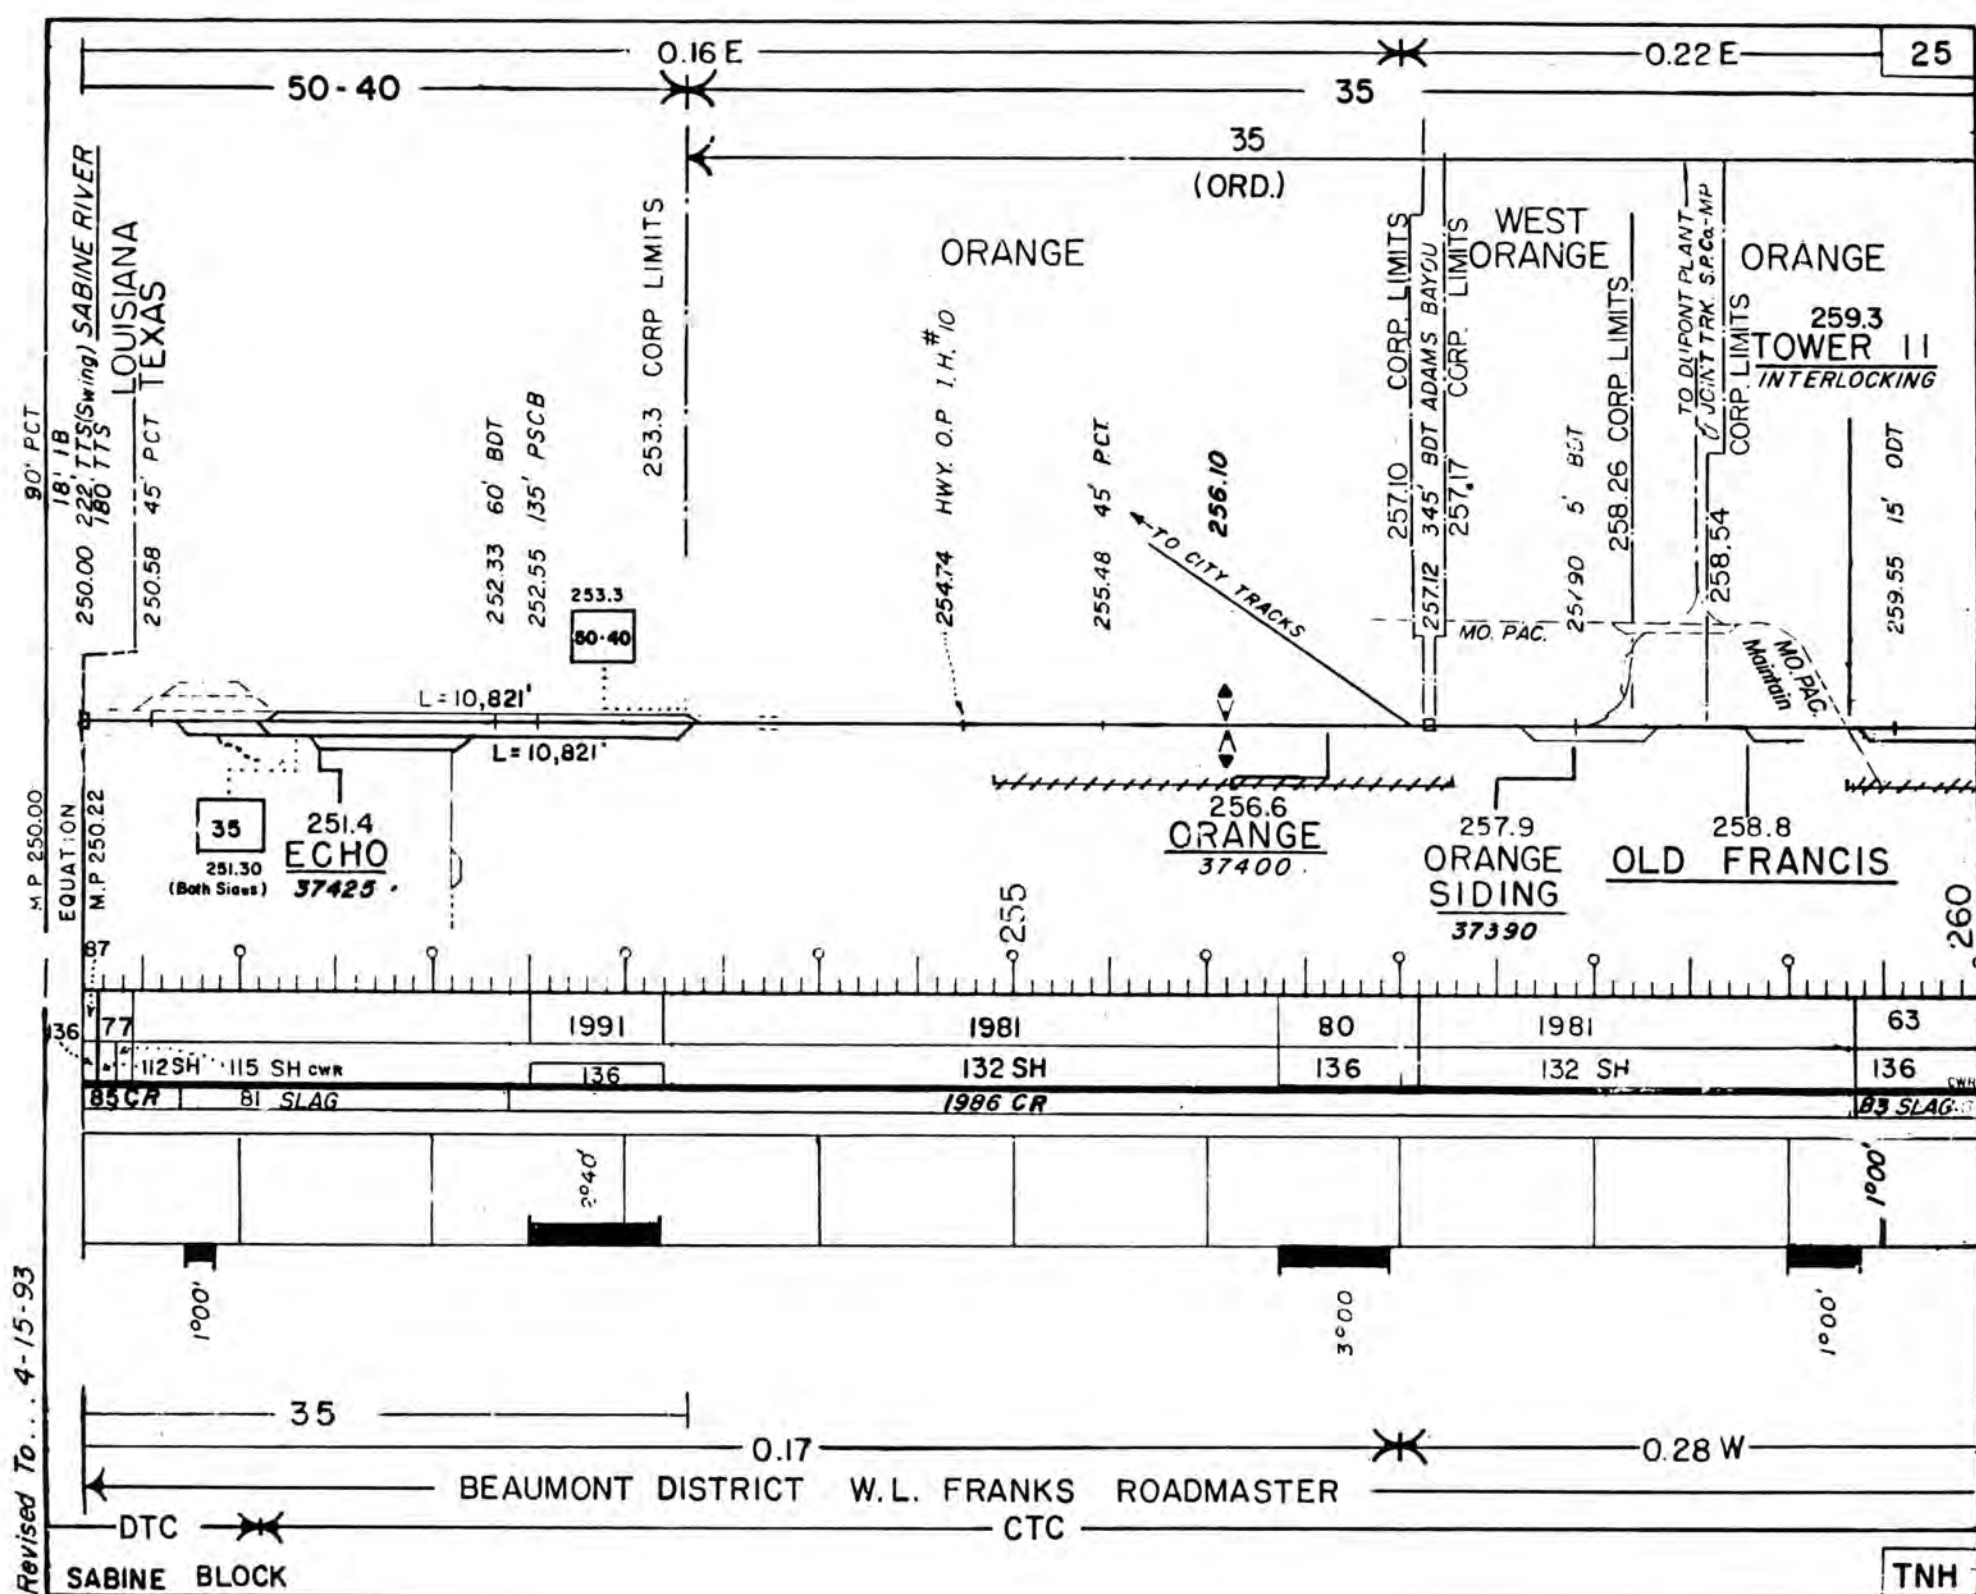 0.16 E
0.22 E
25
50-40
35
35
(ORD.)
90' PCT
18' IB
250.00 222' TTS(Swing) SABINE RIVER
180' TTS
LOUISIANA
TEXAS
250.58 45' PCT
252.33 60' BDT
252.55 135' PSCB
253.3 CORP LIMITS
ORANGE
254.74 HWY. O.P I.H.#10
255.48 45' PCT.
256.10
TO CITY TRACKS
257.10 CORP. LIMITS
257.12 345' BDT ADAMS BAYOU
257.17 CORP. LIMITS
WEST
ORANGE
257.90 5' BDT
258.26 CORP LIMITS
TO DUPONT PLANT
JOINT TRK. S.P.Co.-MP
258.54 CORP. LIMITS
ORANGE
259.3
TOWER 11
INTERLOCKING
259.55 15' ODT
253.3
50-40
MO. PAC.
MO. PAC.
Maintain
L=10,821'
L=10,821'
M P 250.00
EQUATION
M.P 250.22
35
251.30
(Both Sides)
251.4
ECHO
37425
256.6
ORANGE
37400
257.9
ORANGE
SIDING
37390
258.8
OLD FRANCIS
87
255
260
136
77
1991
1981
80
1981
63
112 SH
115 SH CWR
136
132 SH
136
132 SH
136
CWR
85 CR
81 SLAG
1986 CR
83 SLAG
1°00'
2°40'
3°00
1°00'
1°00'
35
0.17
0.28 W
BEAUMONT DISTRICT W.L. FRANKS ROADMASTER
DTC
CTC
SABINE BLOCK
TNH
Revised To... 4-15-93